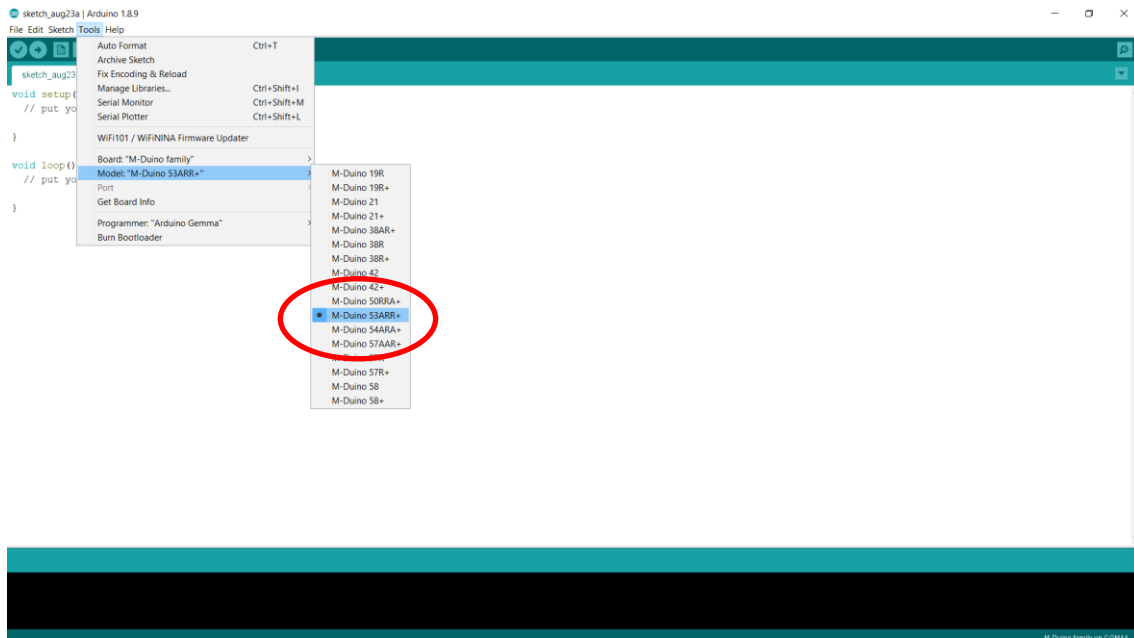 sketch_aug23a | Arduino 1.8.9
File Edit Sketch Tools Help
sketch_aug23
void setup(
// put yo
}
void loop()
// put yo
}
Auto Format Ctrl+T
Archive Sketch
Fix Encoding & Reload
Manage Libraries... Ctrl+Shift+I
Serial Monitor Ctrl+Shift+M
Serial Plotter Ctrl+Shift+L
WiFi101 / WiFiNINA Firmware Updater
Board: "M-Duino family"
Model: "M-Duino 53ARR+"
Port
Get Board Info
Programmer: "Arduino Gemma"
Burn Bootloader
M-Duino 19R
M-Duino 19R+
M-Duino 21
M-Duino 21+
M-Duino 38AR+
M-Duino 38R
M-Duino 38R+
M-Duino 42
M-Duino 42+
M-Duino 50RRA+
M-Duino 53ARR+
M-Duino 54ARA+
M-Duino 57AAR+
M-Duino 57R+
M-Duino 58
M-Duino 58+
M-Duino family on